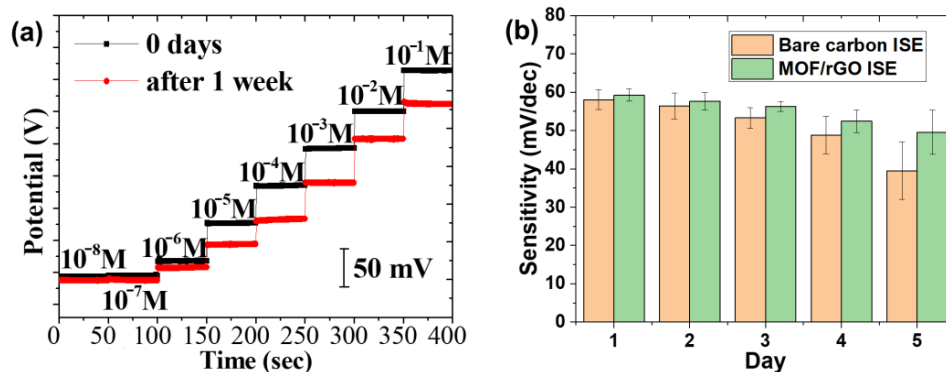 (a)
0 days
after 1 week
10⁻¹M
10⁻²M
10⁻³M
10⁻⁴M
10⁻⁵M
10⁻⁶M
10⁻⁸M
10⁻⁷M
50 mV
Potential (V)
0 50 100 150 200 250 300 350 400
Time (sec)
(b)
Bare carbon ISE
MOF/rGO ISE
80
70
60
50
40
30
20
10
0
Sensitivity (mV/dec)
1 2 3 4 5
Day